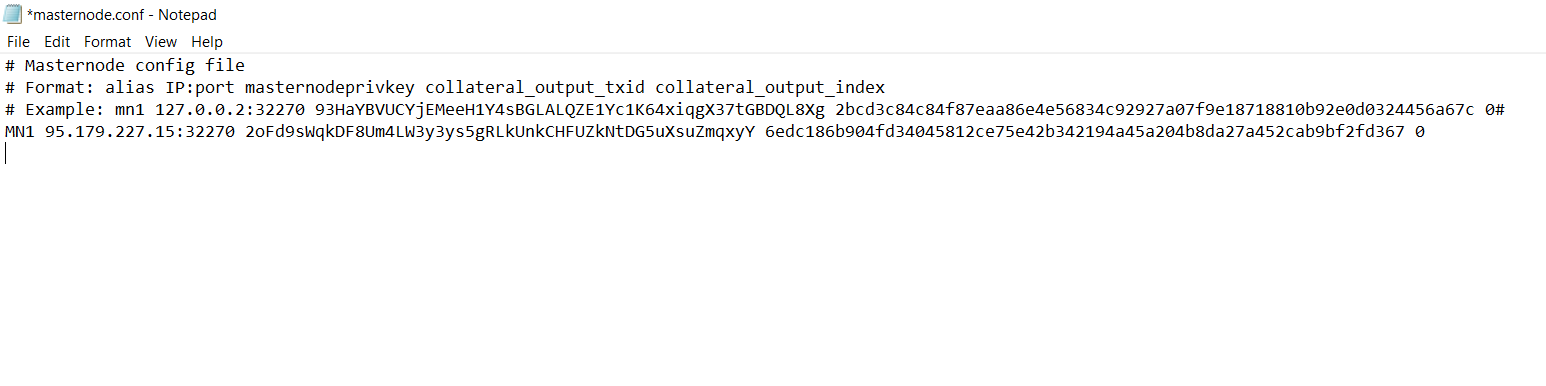 *masternode.conf - Notepad
File Edit Format View Help
# Masternode config file
# Format: alias IP:port masternodeprivkey collateral_output_txid collateral_output_index
# Example: mn1 127.0.0.2:32270 93HaYBVUCYjEMeeH1Y4sBGLALQZE1Yc1K64xiqgX37tGBDQL8Xg 2bcd3c84c84f87eaa86e4e56834c92927a07f9e18718810b92e0d0324456a67c 0#
MN1 95.179.227.15:32270 2oFd9sWqkDF8Um4LW3y3ys5gRLkUnkCHFUZkNtDG5uXsuZmqxyY 6edc186b904fd34045812ce75e42b342194a45a204b8da27a452cab9bf2fd367 0